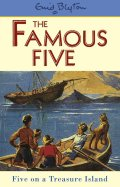 Enid Blyton
THE
FAMOUS
FIVE
Five on a Treasure Island